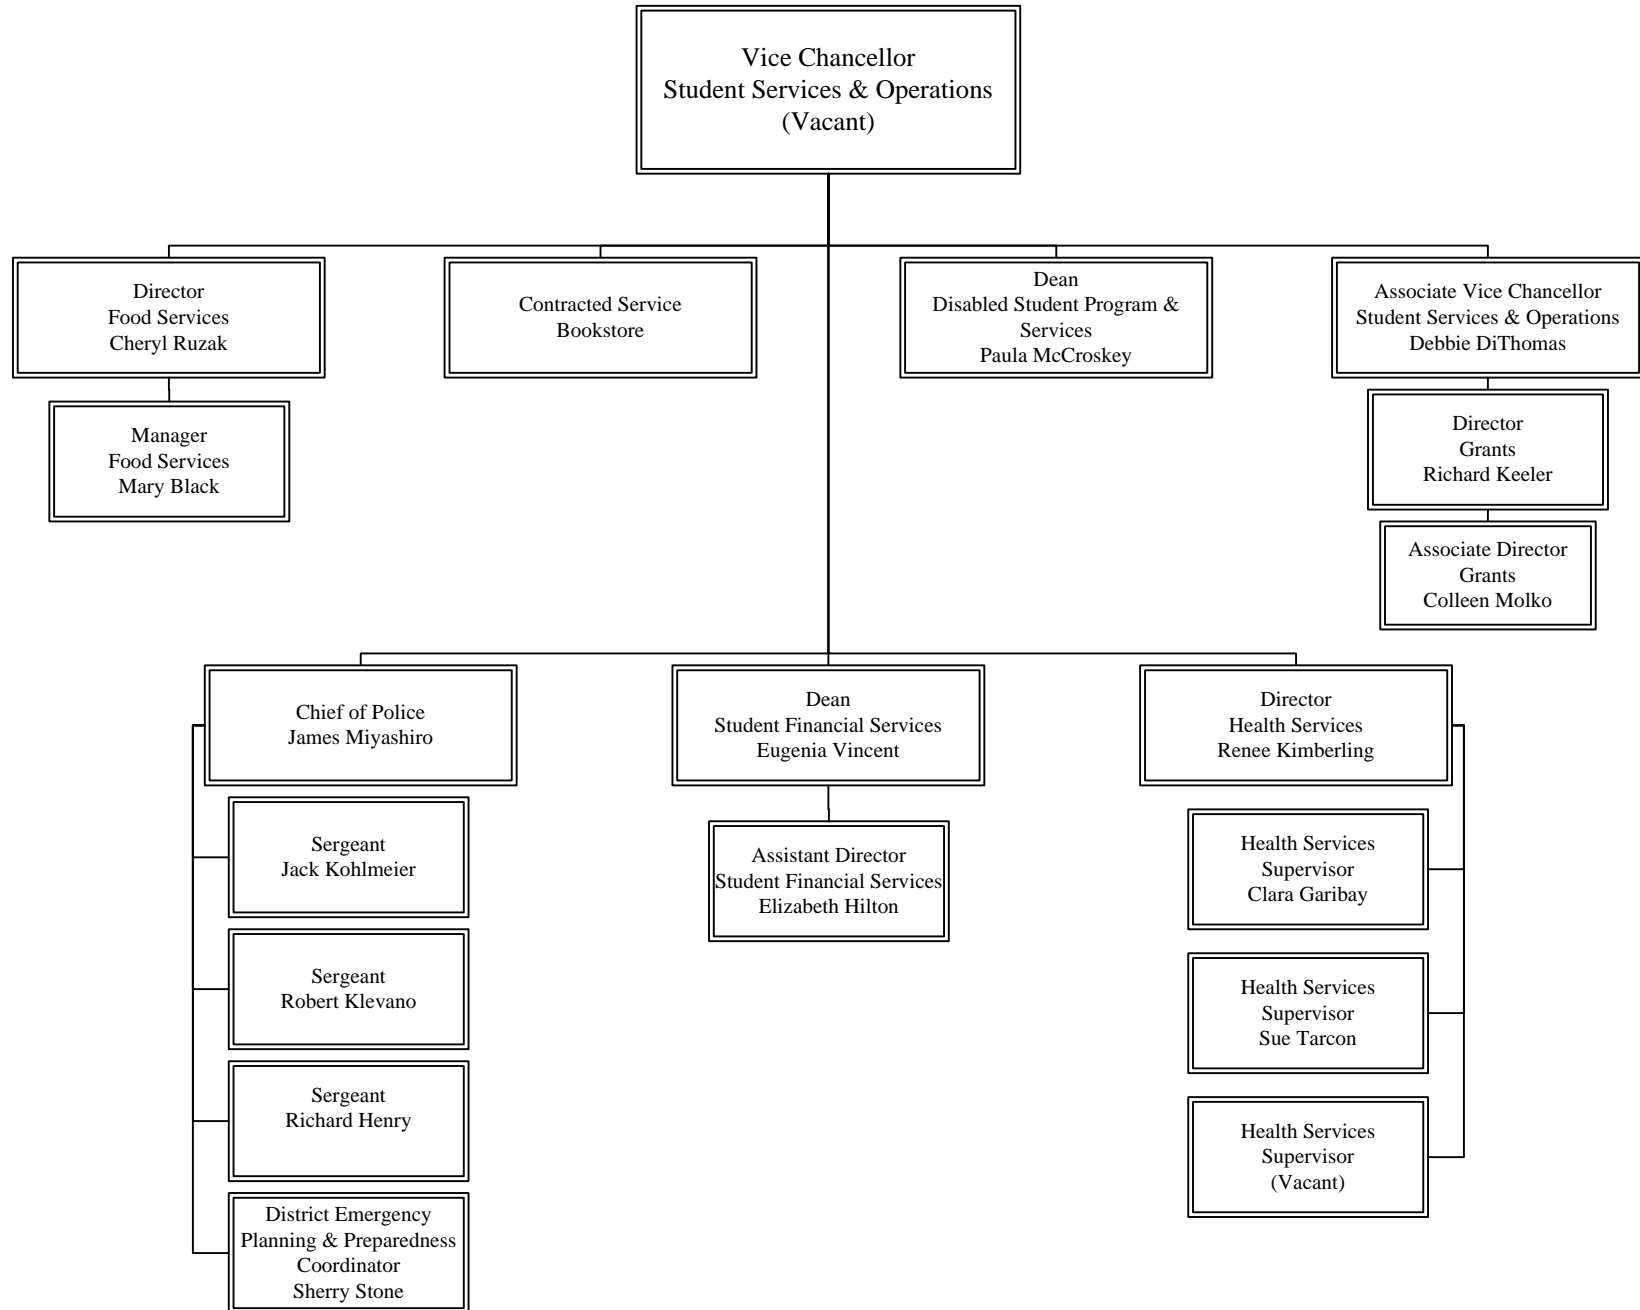 Vice Chancellor
Student Services & Operations
(Vacant)
Director
Food Services
Cheryl Ruzak
Contracted Service
Bookstore
Dean
Disabled Student Program &
Services
Paula McCroskey
Associate Vice Chancellor
Student Services & Operations
Debbie DiThomas
Manager
Food Services
Mary Black
Director
Grants
Richard Keeler
Associate Director
Grants
Colleen Molko
Chief of Police
James Miyashiro
Dean
Student Financial Services
Eugenia Vincent
Director
Health Services
Renee Kimberling
Sergeant
Jack Kohlmeier
Sergeant
Robert Klevano
Sergeant
Richard Henry
District Emergency
Planning & Preparedness
Coordinator
Sherry Stone
Assistant Director
Student Financial Services
Elizabeth Hilton
Health Services
Supervisor
Clara Garibay
Health Services
Supervisor
Sue Tarcon
Health Services
Supervisor
(Vacant)